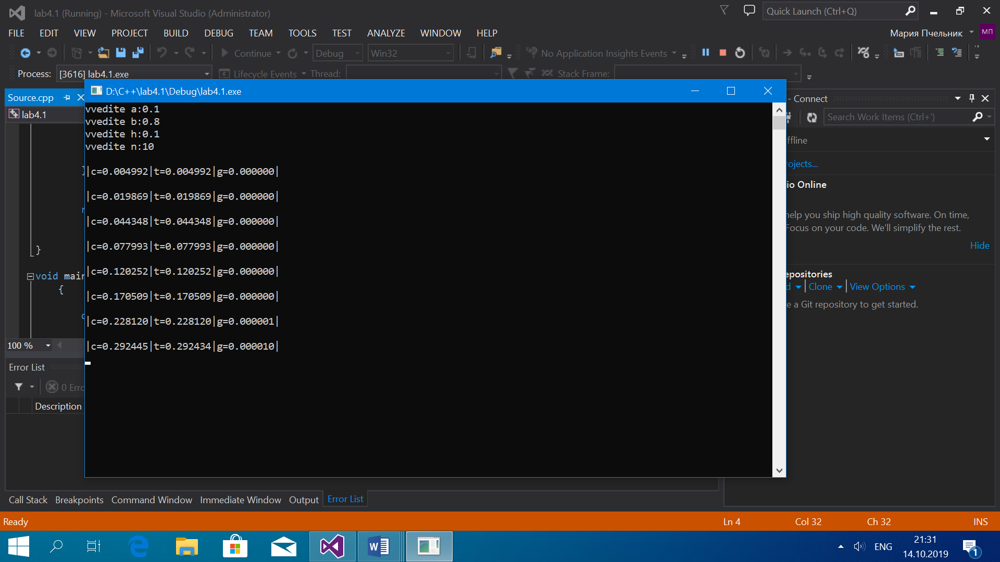 lab4.1 (Running) - Microsoft Visual Studio (Administrator)
Quick Launch (Ctrl+Q)
FILE EDIT VIEW PROJECT BUILD DEBUG TEAM TOOLS TEST ANALYZE WINDOW HELP
Мария Пчельник
МП
Continue
Debug
Win32
No Application Insights Events
Process: [3616] lab4.1.exe
Lifecycle Events
Thread:
Stack Frame:
Source.cpp
lab4.1
}
}
void main
{
100 %
Error List
0 Erro
Description
D:\C++\lab4.1\Debug\lab4.1.exe
vvedite a:0.1
vvedite b:0.8
vvedite h:0.1
vvedite n:10
|c=0.004992|t=0.004992|g=0.000000|
|c=0.019869|t=0.019869|g=0.000000|
|c=0.044348|t=0.044348|g=0.000000|
|c=0.077993|t=0.077993|g=0.000000|
|c=0.120252|t=0.120252|g=0.000000|
|c=0.170509|t=0.170509|g=0.000000|
|c=0.228120|t=0.228120|g=0.000001|
|c=0.292445|t=0.292434|g=0.000010|
- Connect
Search Work Items (Ctrl+')
ffline
rojects...
io Online
help you ship high quality software. On time,
Focus on your code. We'll simplify the rest.
Hide
epositories
d Clone View Options
e a Git repository to get started.
Call Stack Breakpoints Command Window Immediate Window Output Error List
Ready
Ln 4 Col 32 Ch 32 INS
ENG
21:31
14.10.2019
1